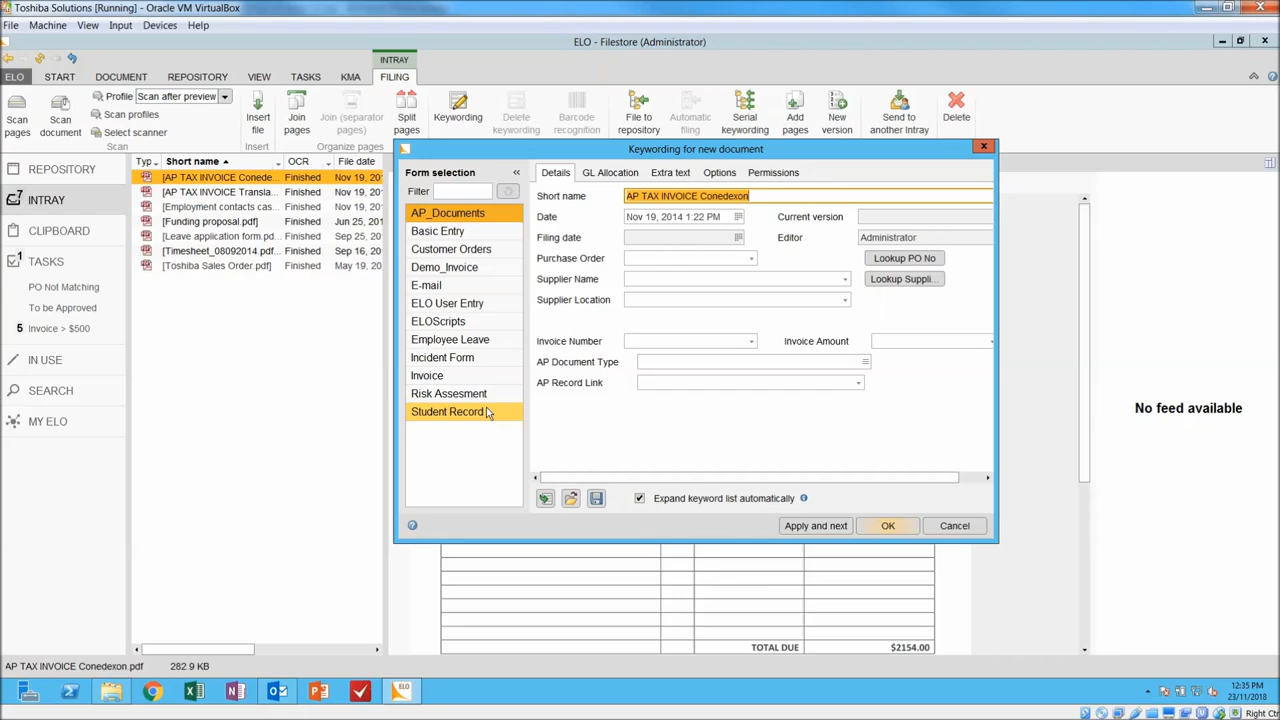 Toshiba Solutions [Running] - Oracle VM VirtualBox
File Machine View Input Devices Help
ELO - Filestore (Administrator)
INTRAY
ELO START DOCUMENT REPOSITORY VIEW TASKS KMA FILING
Scan pages
Scan document
Profile Scan after preview
Scan profiles
Select scanner
Scan
Insert file
Insert
Join pages
Join (separator pages)
Split pages
Organize pages
Keywording
Delete keywording
Barcode recognition
File to repository
Automatic filing
Serial keywording
Add pages
New version
Send to another Intray
Delete
REPOSITORY
INTRAY
CLIPBOARD
1 TASKS
PO Not Matching
To be Approved
5 Invoice > $500
IN USE
SEARCH
MY ELO
Typ Short name OCR File date
[AP TAX INVOICE Conede... Finished Nov 19, 20
[AP TAX INVOICE Transla... Finished Nov 19, 20
[Employment contacts cas... Finished Nov 19, 20
[Funding proposal.pdf] Finished Jun 25, 201
[Leave application form.pd... Finished Sep 25, 20
[Timesheet_08092014.pdf] Finished Sep 16, 20
[Toshiba Sales Order.pdf] Finished May 19, 20
Keywording for new document
Form selection «
Filter
AP_Documents
Basic Entry
Customer Orders
Demo_Invoice
E-mail
ELO User Entry
ELOScripts
Employee Leave
Incident Form
Invoice
Risk Assesment
Student Record
Details GL Allocation Extra text Options Permissions
Short name AP TAX INVOICE Conedexon
Date Nov 19, 2014 1:22 PM Current version
Filing date Editor Administrator
Purchase Order Lookup PO No
Supplier Name Lookup Suppli...
Supplier Location
Invoice Number Invoice Amount
AP Document Type
AP Record Link
Expand keyword list automatically
Apply and next OK Cancel
No feed available
TOTAL DUE $2154.00
AP TAX INVOICE Conedexon.pdf 282.9 KB
12:35 PM
23/11/2018
Right Ctrl